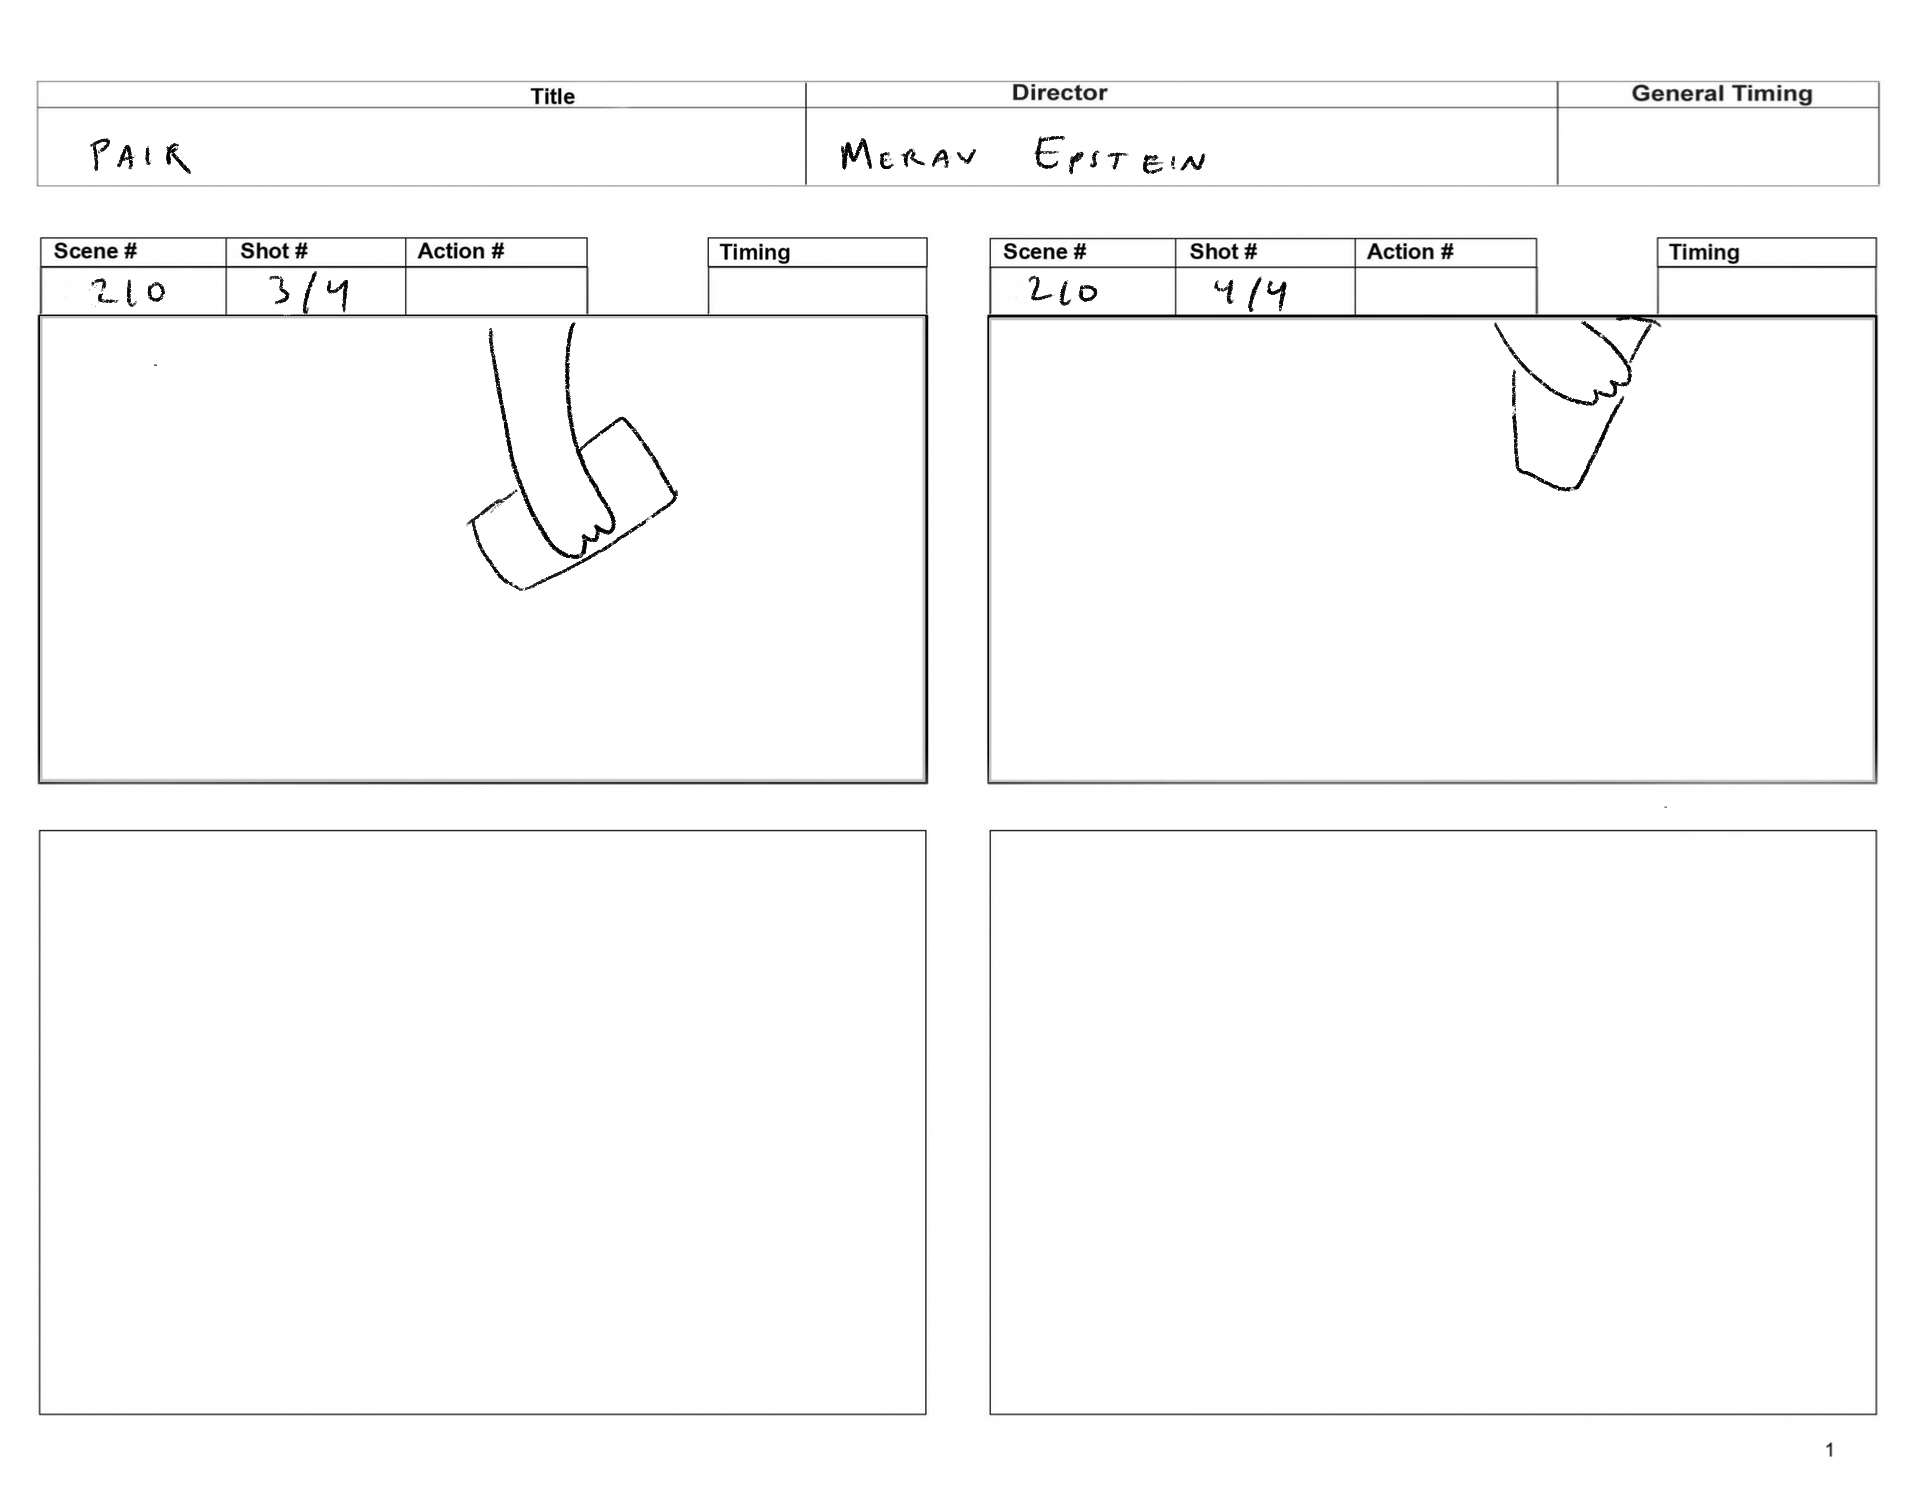 Title Director General Timing
PAIR MERAV EPSTEIN
Scene # Shot # Action # Timing
210 3/4
Scene # Shot # Action # Timing
210 4/4
1